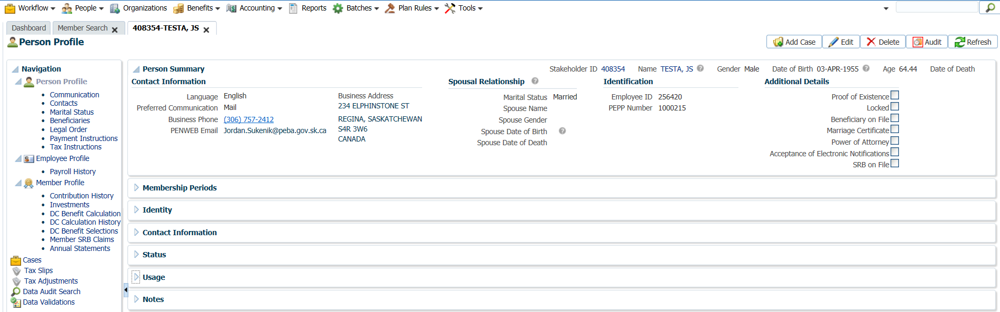 Workflow People Organizations Benefits Accounting Reports Batches Plan Rules Tools
Dashboard Member Search 408354-TESTA, JS
Person Profile
Add Case Edit Delete Audit Refresh
Navigation
Person Profile
Communication
Contacts
Marital Status
Beneficiaries
Legal Order
Payment Instructions
Tax Instructions
Employee Profile
Payroll History
Member Profile
Contribution History
Investments
DC Benefit Calculation
DC Calculation History
DC Benefit Selections
Member SRB Claims
Annual Statements
Cases
Tax Slips
Tax Adjustments
Data Audit Search
Data Validations
Person Summary
Stakeholder ID 408354 Name TESTA, JS Gender Male Date of Birth 03-APR-1955 Age 64.44 Date of Death
Contact Information
Language English
Preferred Communication Mail
Business Phone (306) 757-2412
PENWEB Email Jordan.Sukenik@peba.gov.sk.ca
Business Address
234 ELPHINSTONE ST
REGINA, SASKATCHEWAN
S4R 3W6
CANADA
Spousal Relationship
Marital Status Married
Spouse Name
Spouse Gender
Spouse Date of Birth
Spouse Date of Death
Identification
Employee ID 256420
PEPP Number 1000215
Additional Details
Proof of Existence
Locked
Beneficiary on File
Marriage Certificate
Power of Attorney
Acceptance of Electronic Notifications
SRB on File
Membership Periods
Identity
Contact Information
Status
Usage
Notes